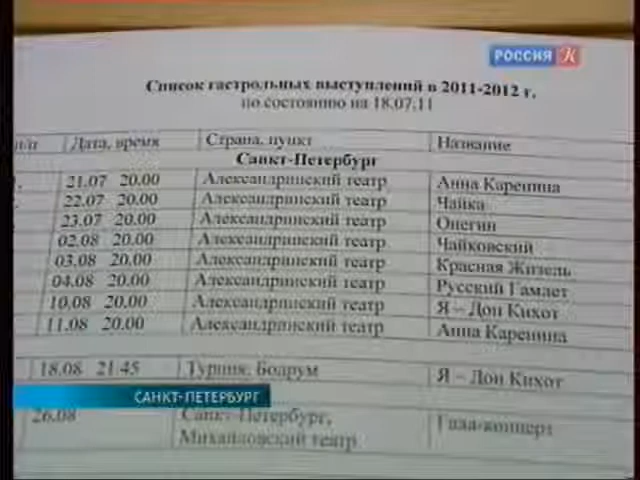 РОССИЯ К
Список гастрольных выступлений в 2011-2012 г.
по состоянию на 18.07.11
п/п Дата, время Страна, пункт Название
Санкт-Петербург
21.07 20.00 Александринский театр Анна Каренина
22.07 20.00 Александринский театр Чайка
23.07 20.00 Александринский театр Онегин
02.08 20.00 Александринский театр Чайковский
03.08 20.00 Александринский театр Красная Жизель
04.08 20.00 Александринский театр Русский Гамлет
10.08 20.00 Александринский театр Я – Дон Кихот
11.08 20.00 Александринский театр Анна Каренина
18.08 21.45 Турция, Бодрум Я – Дон Кихот
САНКТ-ПЕТЕРБУРГ
26.08 Санкт-Петербург, Гала-концерт
Михайловский театр